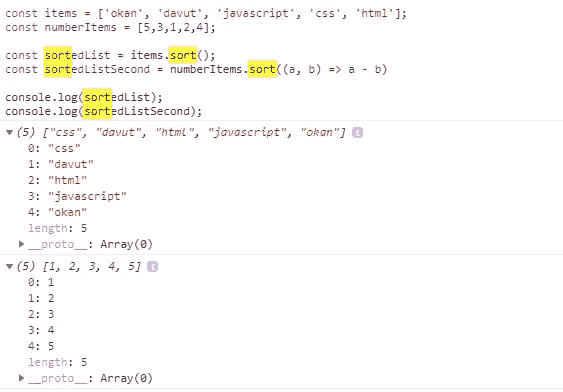 const items = ['okan', 'davut', 'javascript', 'css', 'html'];
const numberItems = [5,3,1,2,4];
const sortedList = items.sort();
const sortedListSecond = numberItems.sort((a, b) => a - b)
console.log(sortedList);
console.log(sortedListSecond);
▼(5) ["css", "davut", "html", "javascript", "okan"] i
0: "css"
1: "davut"
2: "html"
3: "javascript"
4: "okan"
length: 5
▶__proto__: Array(0)
▼(5) [1, 2, 3, 4, 5] i
0: 1
1: 2
2: 3
3: 4
4: 5
length: 5
▶__proto__: Array(0)